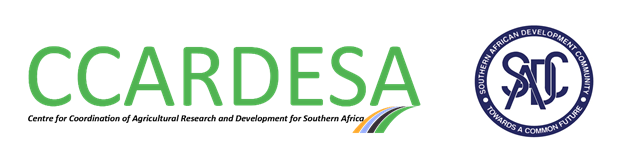 CCARDESA
Centre for Coordination of Agricultural Research and Development for Southern Africa
SOUTHERN AFRICAN DEVELOPMENT COMMUNITY
SADC
TOWARDS A COMMON FUTURE